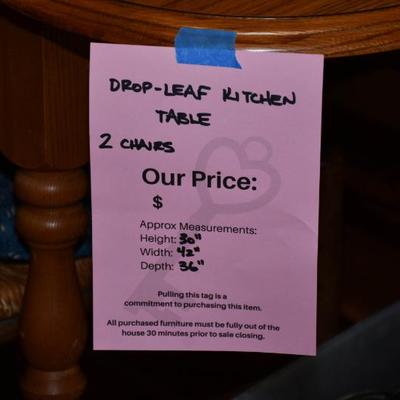 DROP-LEAF KITCHEN
TABLE
2 CHAIRS
Our Price:
$
Approx Measurements:
Height: 30"
Width: 42"
Depth: 36"
Pulling this tag is a
commitment to purchasing this item.
All purchased furniture must be fully out of the
house 30 minutes prior to sale closing.